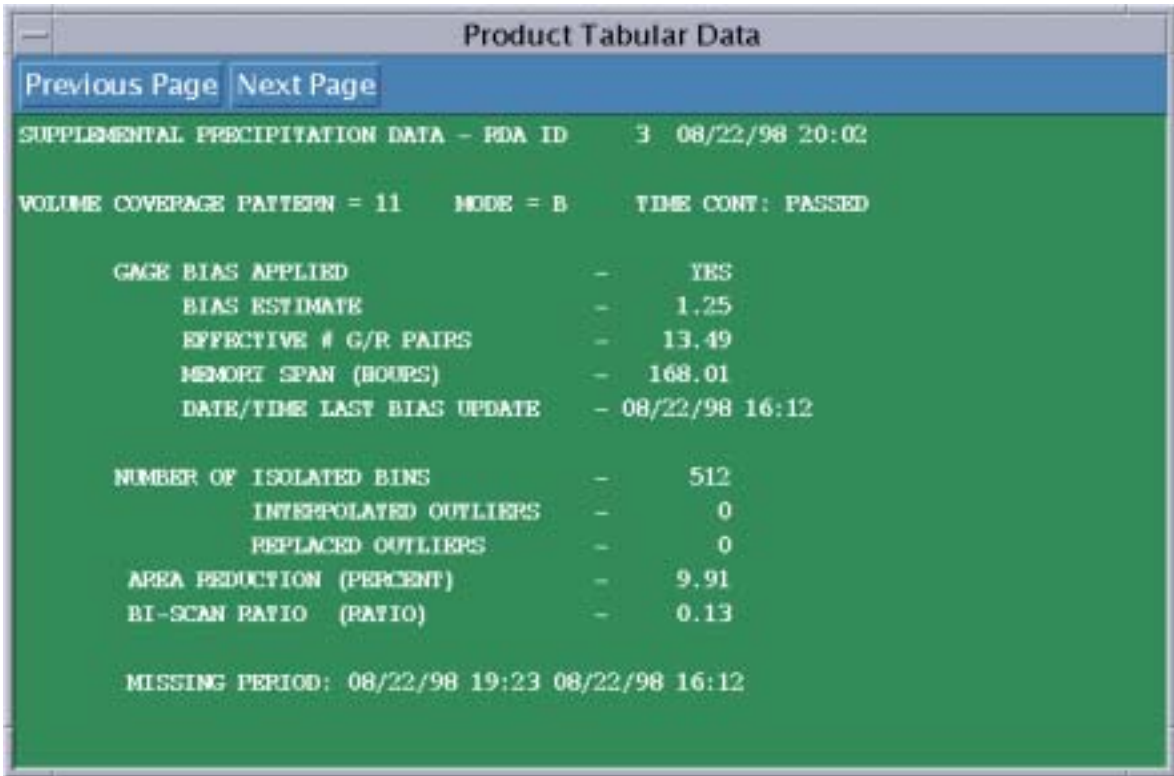 Product Tabular Data
Previous Page Next Page
SUPPLEMENTAL PRECIPITATION DATA - RDA ID 3 08/22/98 20:02
VOLUME COVERAGE PATTERN = 11 MODE = B TIME CONT: PASSED
GAGE BIAS APPLIED - YES
BIAS ESTIMATE - 1.25
EFFECTIVE # G/R PAIRS - 13.49
MEMORY SPAN (HOURS) - 168.01
DATE/TIME LAST BIAS UPDATE - 08/22/98 16:12
NUMBER OF ISOLATED BINS - 512
INTERPOLATED OUTLIERS - 0
REPLACED OUTLIERS - 0
AREA REDUCTION (PERCENT) - 9.91
BI-SCAN RATIO (RATIO) - 0.13
MISSING PERIOD: 08/22/98 19:23 08/22/98 16:12